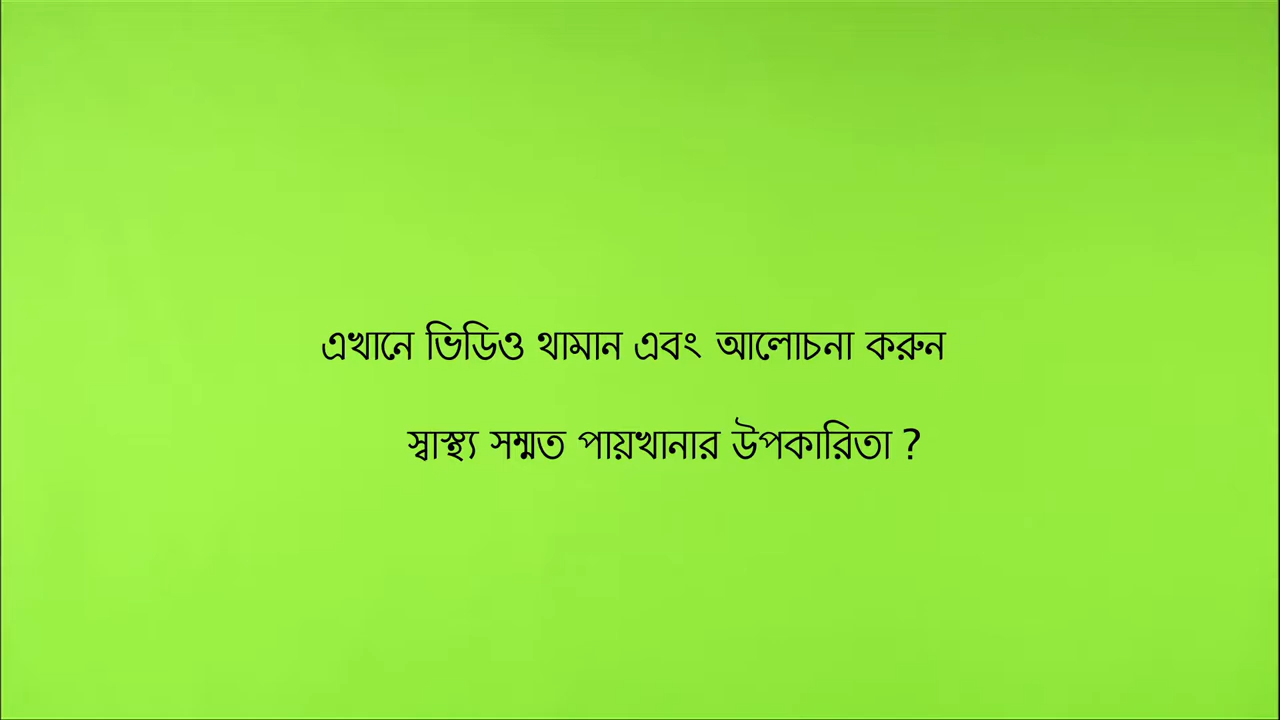 এখানে ভিডিও থামান এবং আলোচনা করুন
স্বাস্থ্য সম্মত পায়খানার উপকারিতা ?